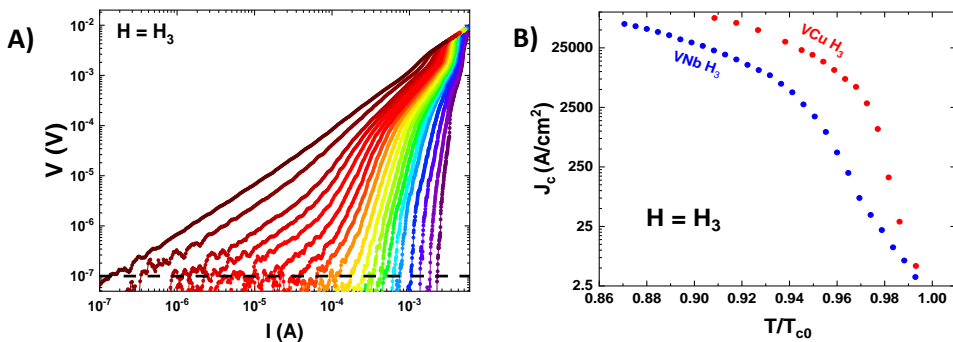 A)
H = H₃
10⁻²
10⁻³
10⁻⁴
10⁻⁵
10⁻⁶
10⁻⁷
V (V)
10⁻⁷ 10⁻⁶ 10⁻⁵ 10⁻⁴ 10⁻³
I (A)
B)
VCu H₃
VNb H₃
25000
2500
250
25
2.5
J_c (A/cm²)
H = H₃
0.86 0.88 0.90 0.92 0.94 0.96 0.98 1.00
T/T_c0